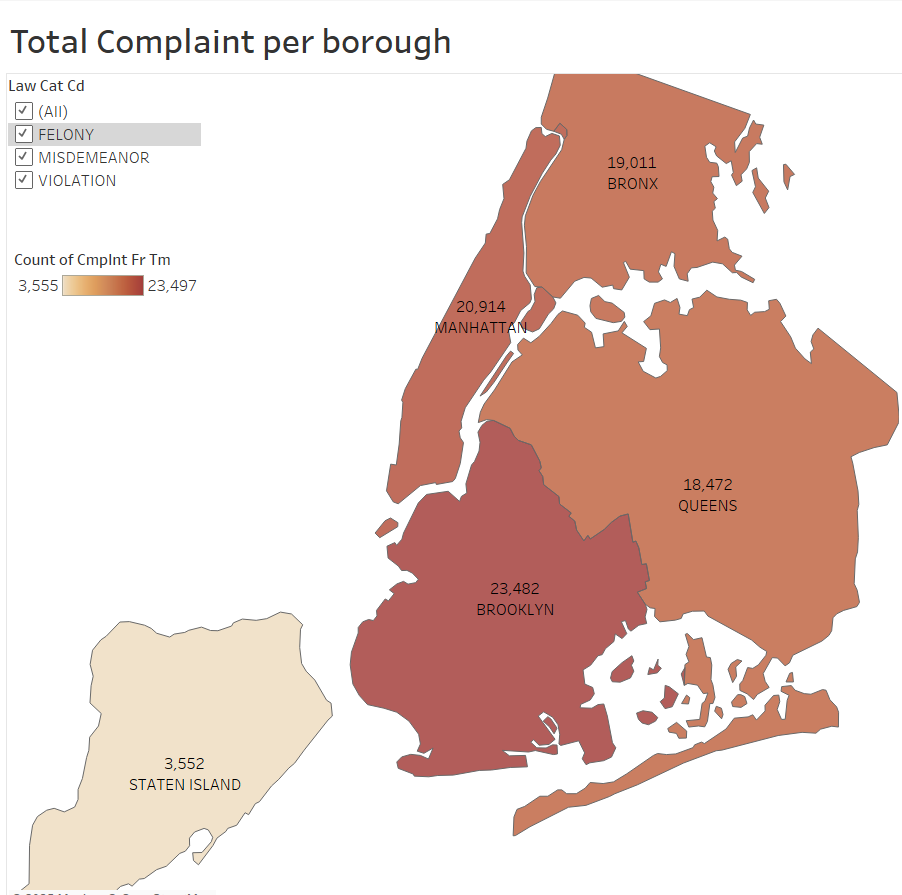 Total Complaint per borough
Law Cat Cd
(All)
FELONY
MISDEMEANOR
VIOLATION
Count of Cmplnt Fr Tm
3,555 23,497
19,011
BRONX
20,914
MANHATTAN
18,472
QUEENS
23,482
BROOKLYN
3,552
STATEN ISLAND